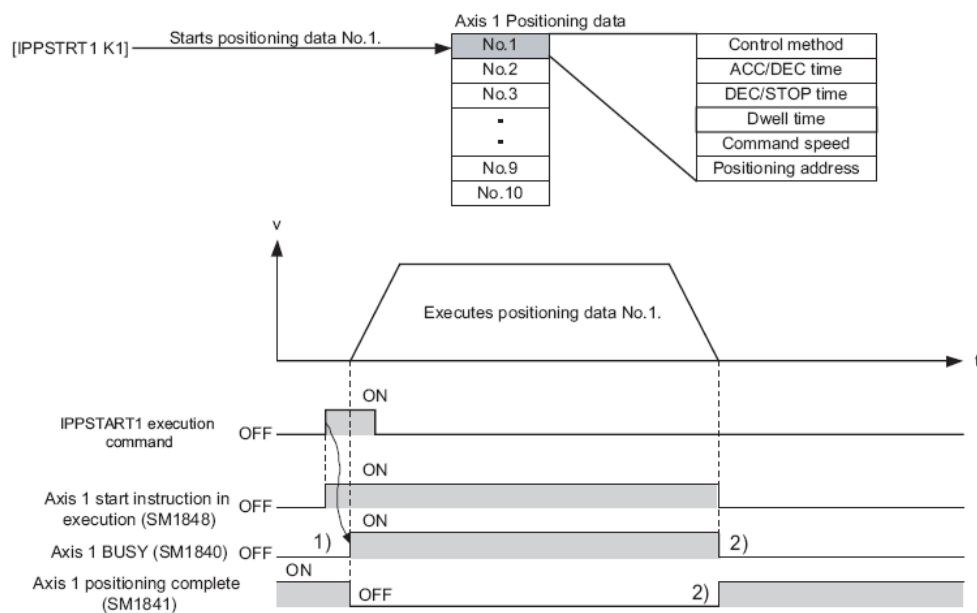 Axis 1 Positioning data
[IPPSTRT1 K1]
Starts positioning data No.1.
No.1
No.2
No.3
-
-
No.9
No.10
Control method
ACC/DEC time
DEC/STOP time
Dwell time
Command speed
Positioning address
v
Executes positioning data No.1.
t
ON
IPPSTART1 execution
command
OFF
ON
Axis 1 start instruction in
execution (SM1848)
OFF
ON
Axis 1 BUSY (SM1840)
OFF
1)
2)
ON
Axis 1 positioning complete
(SM1841)
OFF
2)